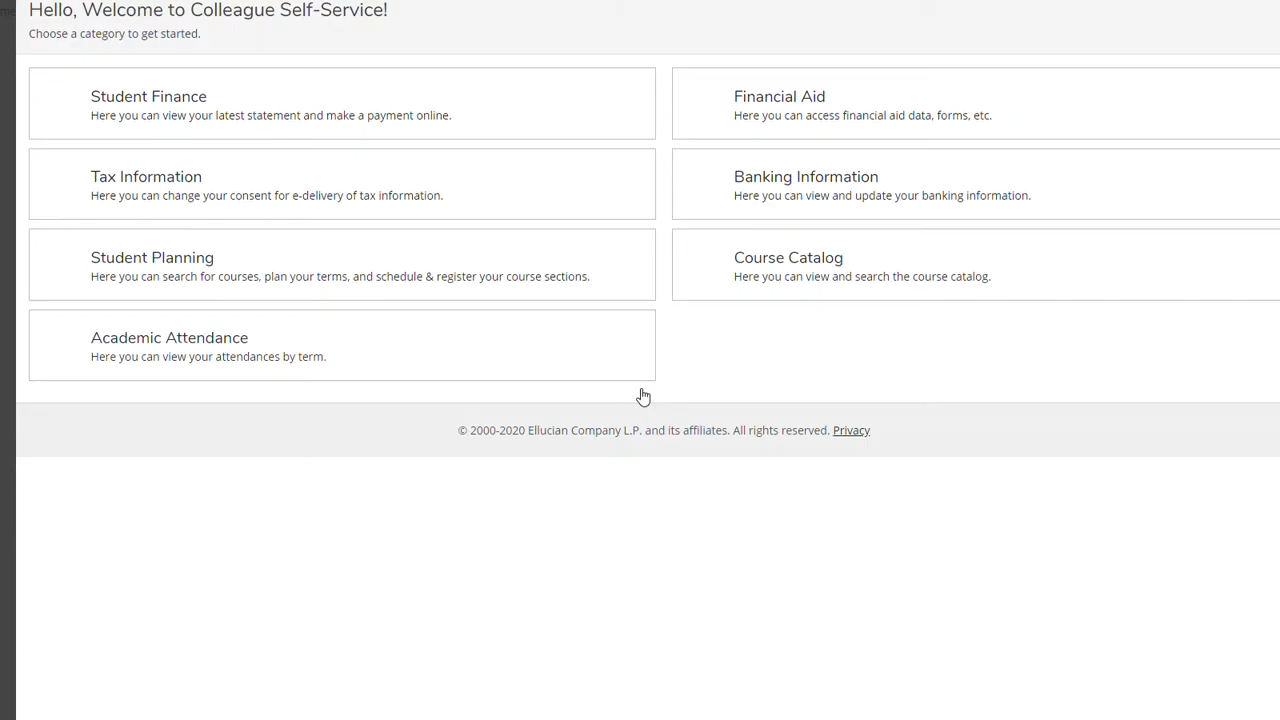 Hello, Welcome to Colleague Self-Service!
Choose a category to get started.
Student Finance
Here you can view your latest statement and make a payment online.
Financial Aid
Here you can access financial aid data, forms, etc.
Tax Information
Here you can change your consent for e-delivery of tax information.
Banking Information
Here you can view and update your banking information.
Student Planning
Here you can search for courses, plan your terms, and schedule & register your course sections.
Course Catalog
Here you can view and search the course catalog.
Academic Attendance
Here you can view your attendances by term.
© 2000-2020 Ellucian Company L.P. and its affiliates. All rights reserved. Privacy